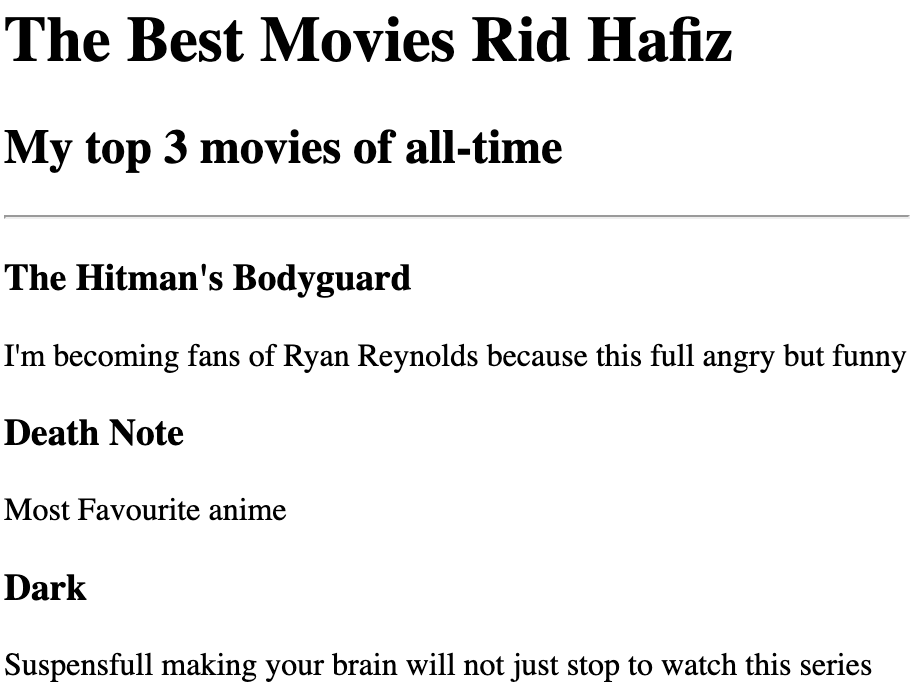 The Best Movies Rid Hafiz
My top 3 movies of all-time
The Hitman's Bodyguard
I'm becoming fans of Ryan Reynolds because this full angry but funny
Death Note
Most Favourite anime
Dark
Suspensfull making your brain will not just stop to watch this series